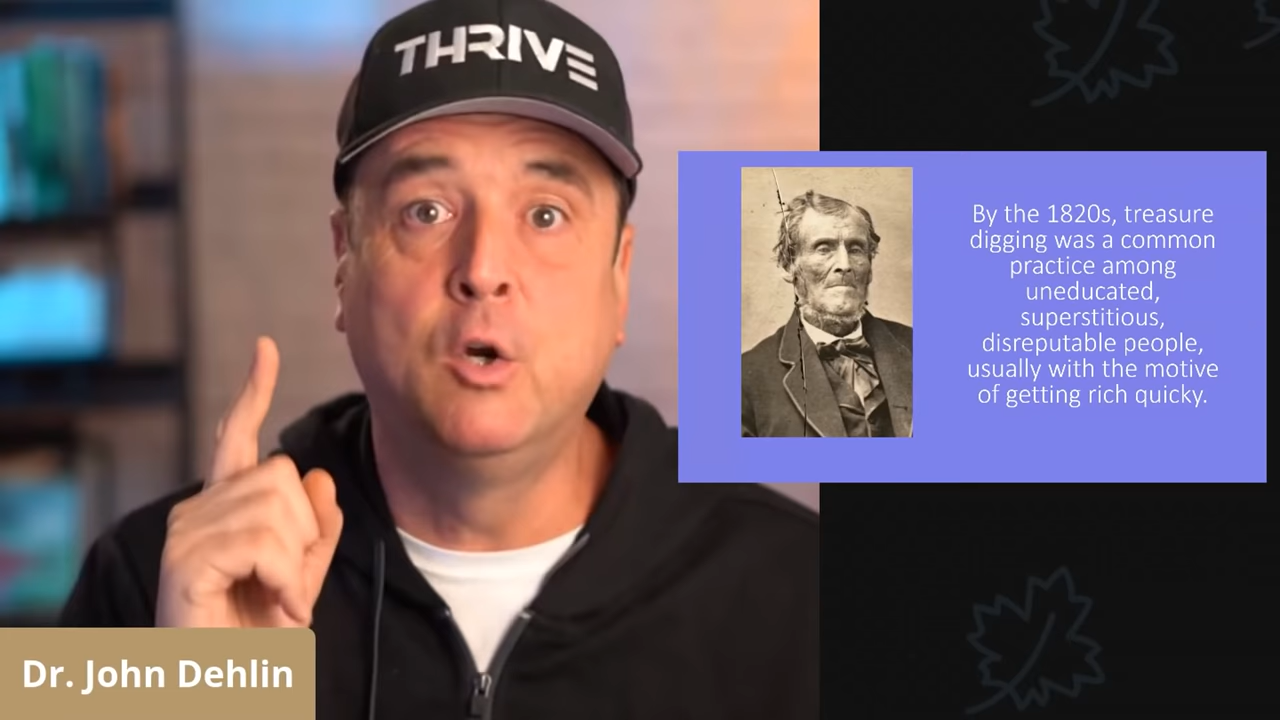 THRIVE
By the 1820s, treasure
digging was a common
practice among
uneducated,
superstitious,
disreputable people,
usually with the motive
of getting rich quicky.
Dr. John Dehlin